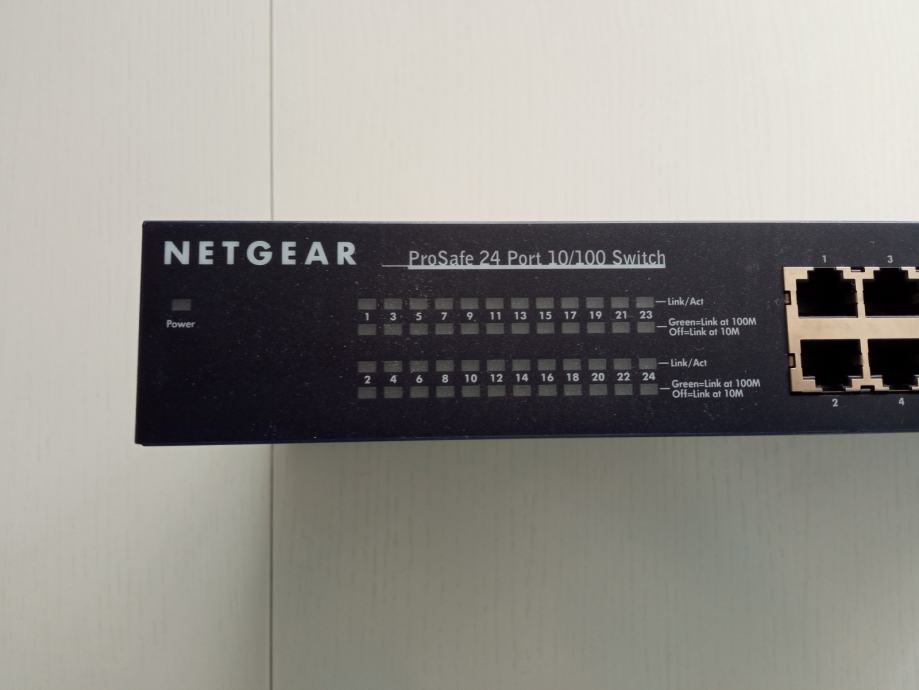 NETGEAR
ProSafe 24 Port 10/100 Switch
Power
Link/Act
1 3 5 7 9 11 13 15 17 19 21 23
Green=Link at 100M
Off=Link at 10M
Link/Act
2 4 6 8 10 12 14 16 18 20 22 24
Green=Link at 100M
Off=Link at 10M
1 3
2 4